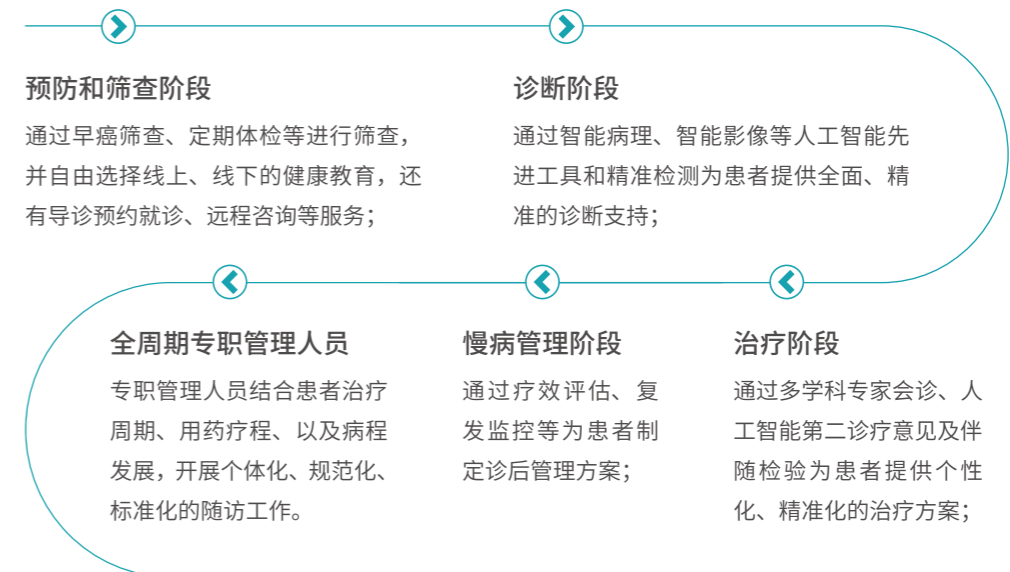 预防和筛查阶段
通过早癌筛查、定期体检等进行筛查，
并自由选择线上、线下的健康教育，还
有导诊预约就诊、远程咨询等服务；
诊断阶段
通过智能病理、智能影像等人工智能先
进工具和精准检测为患者提供全面、精
准的诊断支持；
治疗阶段
通过多学科专家会诊、人
工智能第二诊疗意见及伴
随检验为患者提供个性
化、精准化的治疗方案；
慢病管理阶段
通过疗效评估、复
发监控等为患者制
定诊后管理方案；
全周期专职管理人员
专职管理人员结合患者治疗
周期、用药疗程、以及病程
发展，开展个体化、规范化、
标准化的随访工作。